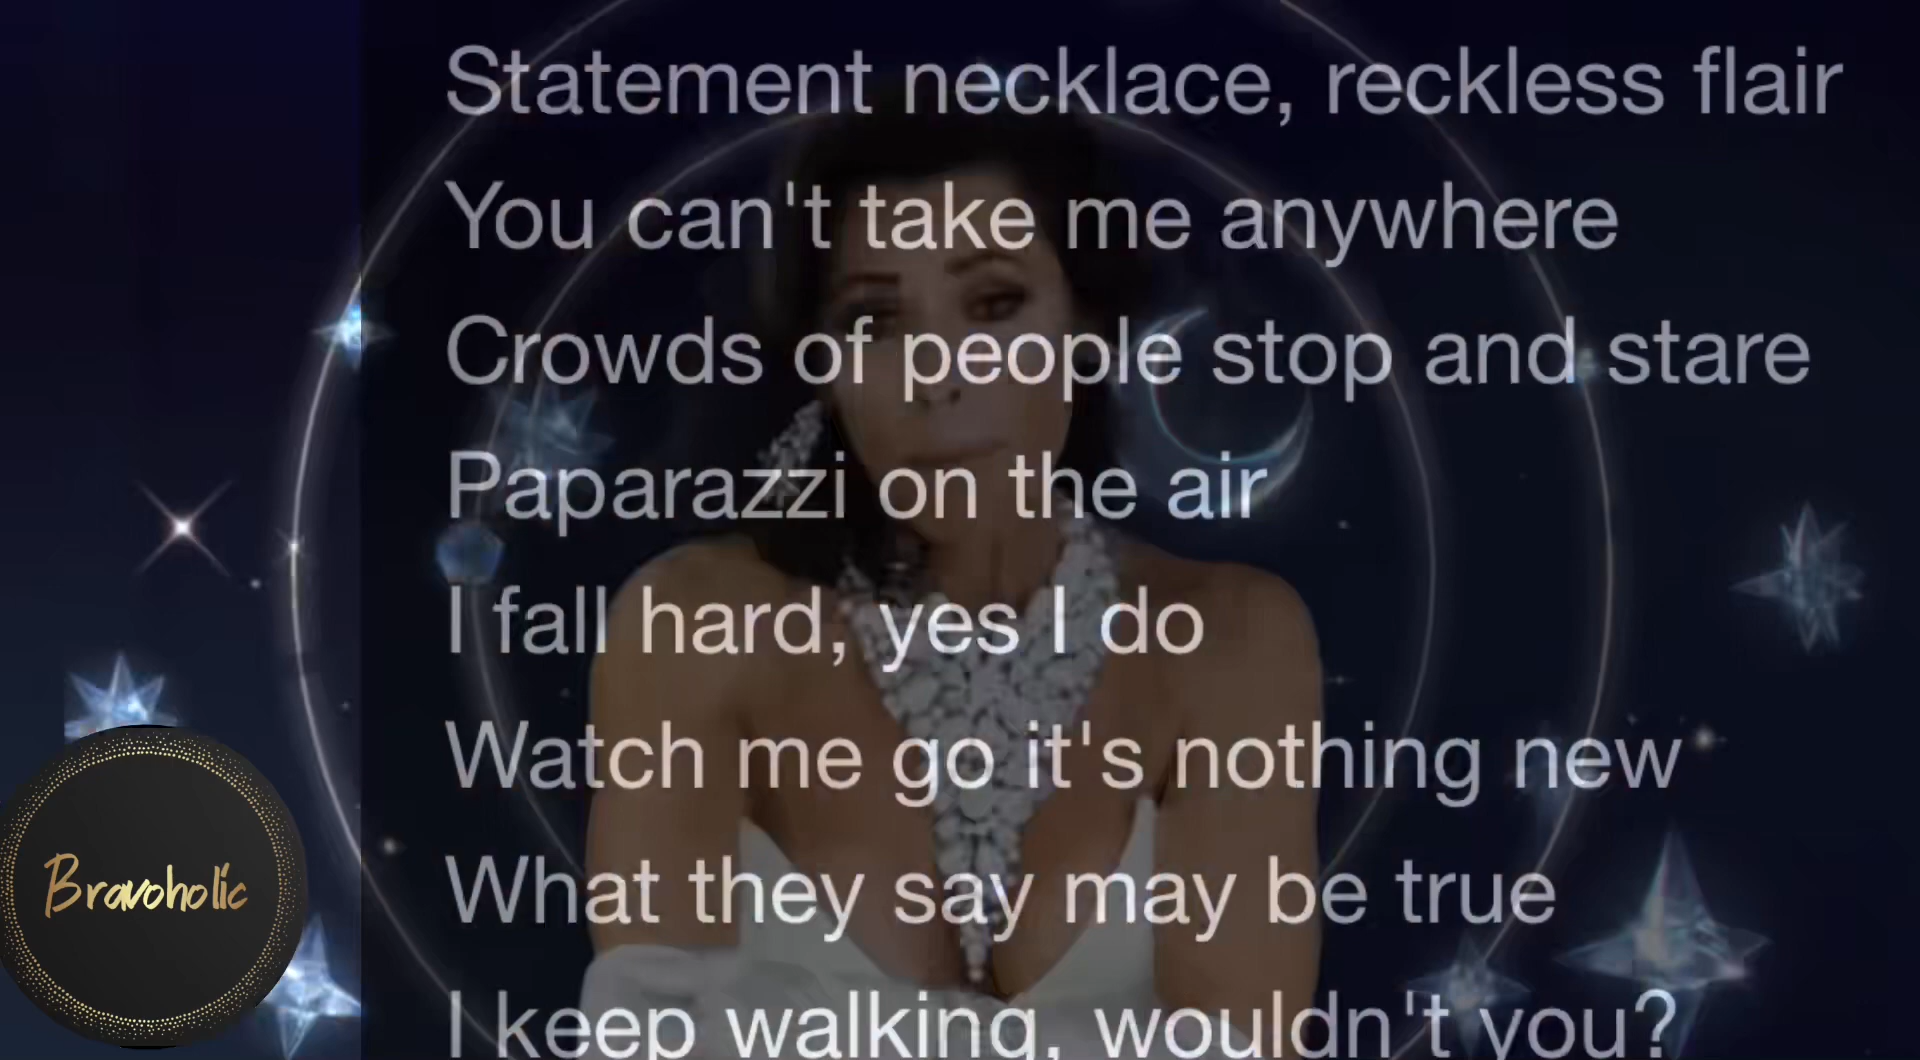 Statement necklace, reckless flair
You can't take me anywhere
Crowds of people stop and stare
Paparazzi on the air
I fall hard, yes I do
Watch me go it's nothing new
What they say may be true
I keep walking, wouldn't you?
Bravoholic